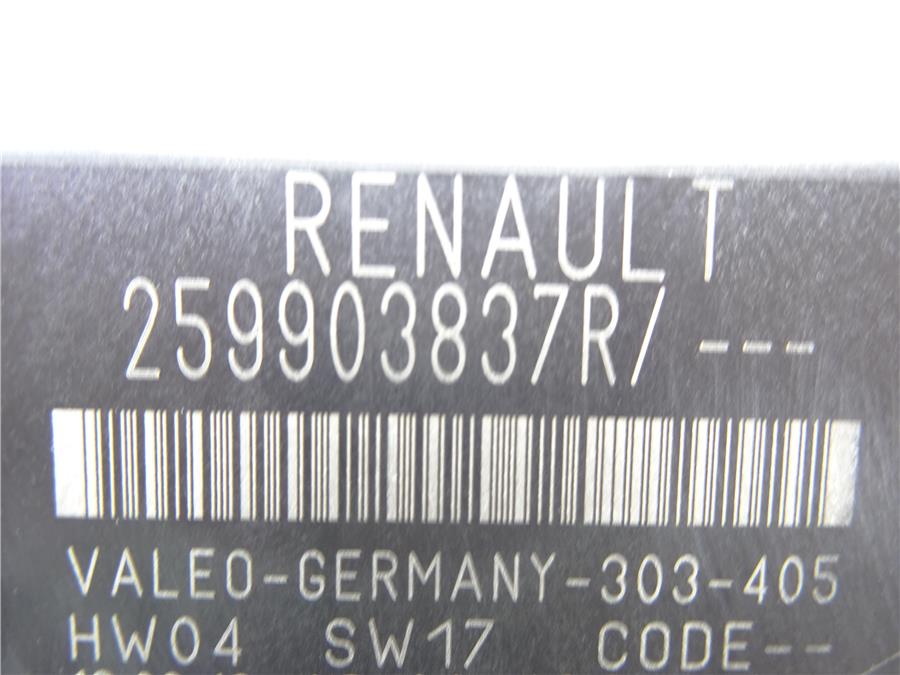 RENAULT
259903837R/ ---
VALEO-GERMANY-303-405
HW04 SW17 CODE--